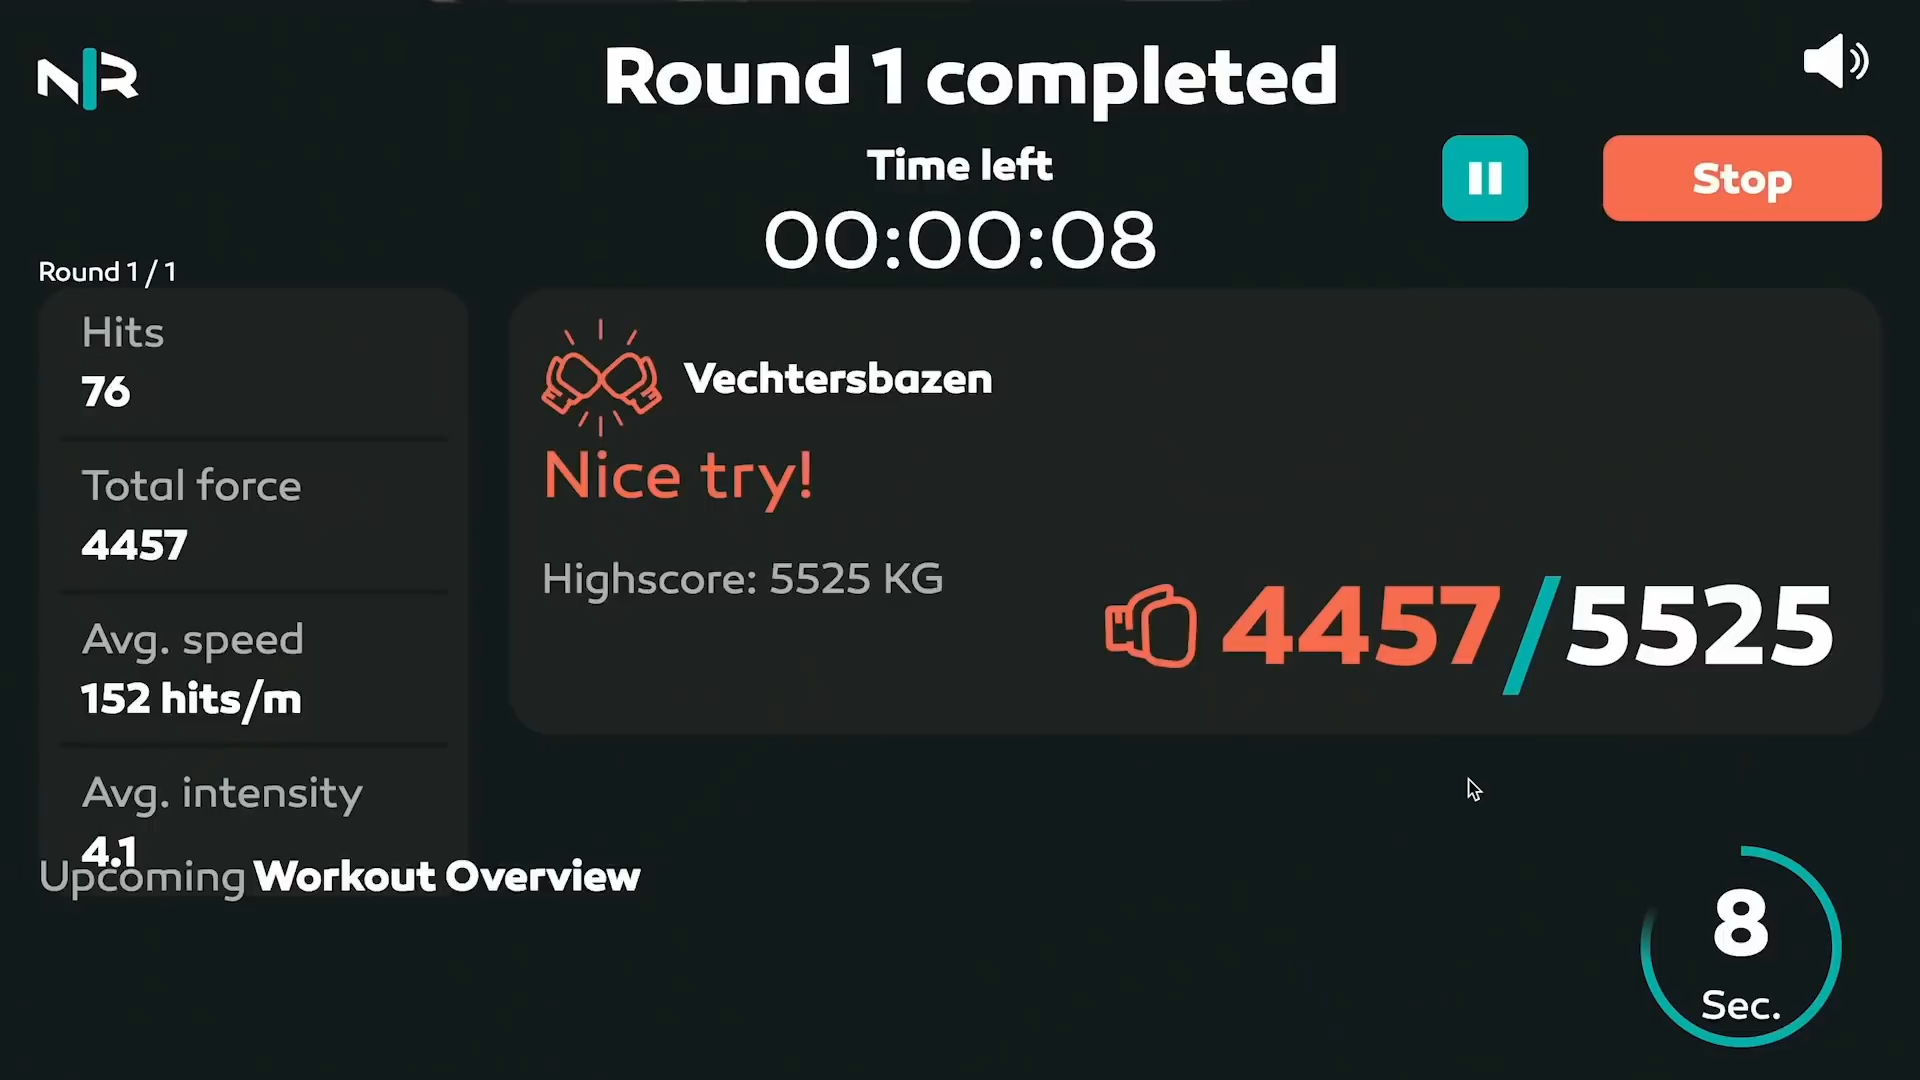 NR
Round 1 completed
Time left
00:00:08
Stop
Round 1 / 1
Hits
76
Total force
4457
Avg. speed
152 hits/m
Avg. intensity
4.1
Vechtersbazen
Nice try!
Highscore: 5525 KG
4457/5525
Upcoming Workout Overview
8
Sec.